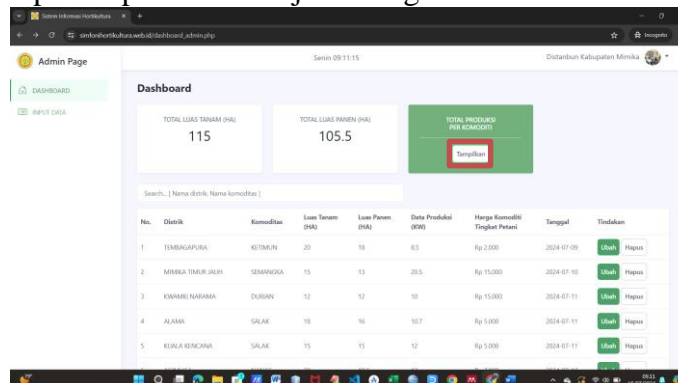 Sistem Informasi Hortikultura
simfonihortikultura.web.id/dashboard_admin.php
Incognito
Admin Page
Senin 09:11:15
Distanbun Kabupaten Mimika
DASHBOARD
INPUT DATA
Dashboard
TOTAL LUAS TANAM (HA)
115
TOTAL LUAS PANEN (HA)
105.5
TOTAL PRODUKSI
PER KOMODITI
Tampilkan
Search... [ Nama distrik, Nama komoditas ]
No. Distrik Komoditas Luas Tanam (HA) Luas Panen (HA) Data Produksi (KW) Harga Komoditi Tingkat Petani Tanggal Tindakan
1 TEMBAGAPURA KETIMUN 20 18 8.5 Rp 2.000 2024-07-09 Ubah Hapus
2 MIMIKA TIMUR JAUH SEMANGKA 15 13 20.5 Rp 15.000 2024-07-10 Ubah Hapus
3 KWAMKI NARAMA DURIAN 12 12 10 Rp 15.000 2024-07-11 Ubah Hapus
4 ALAMA SALAK 18 16 10.7 Rp 5.000 2024-07-11 Ubah Hapus
5 KUALA KENCANA SALAK 15 15 12 Rp 5.000 2024-07-11 Ubah Hapus
09:11